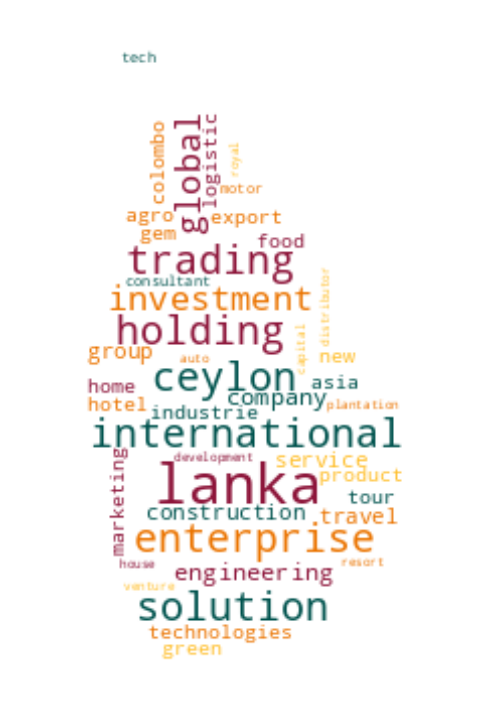 tech
colombo
global
logistic
royal
motor
agro
export
gem
food
trading
consultant
investment
distributor
holding
capital
group
auto
new
ceylon
asia
home
company
hotel
industrie
plantation
international
marketing
development
service
lanka
product
tour
construction
travel
enterprise
house
resort
engineering
venture
solution
technologies
green